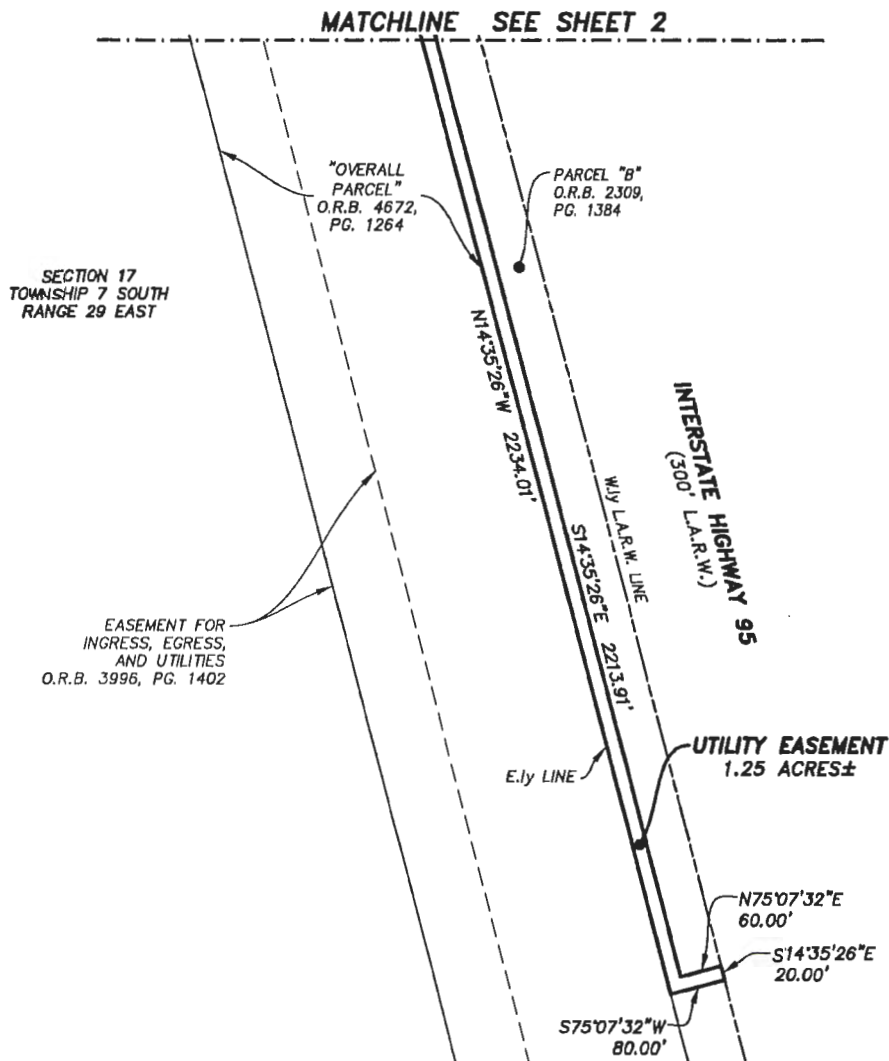 MATCHLINE SEE SHEET 2
"OVERALL
PARCEL"
O.R.B. 4672,
PG. 1264
PARCEL "B"
O.R.B. 2309,
PG. 1384
SECTION 17
TOWNSHIP 7 SOUTH
RANGE 29 EAST
N14°35'26"W 2234.01'
INTERSTATE HIGHWAY 95
(300' L.A.R.W.)
W.ly L.A.R.W. LINE
S14°35'26"E 2213.91'
EASEMENT FOR
INGRESS, EGRESS,
AND UTILITIES
O.R.B. 3996, PG. 1402
UTILITY EASEMENT
1.25 ACRES±
E.ly LINE
N75°07'32"E
60.00'
S14°35'26"E
20.00'
S75°07'32"W
80.00'